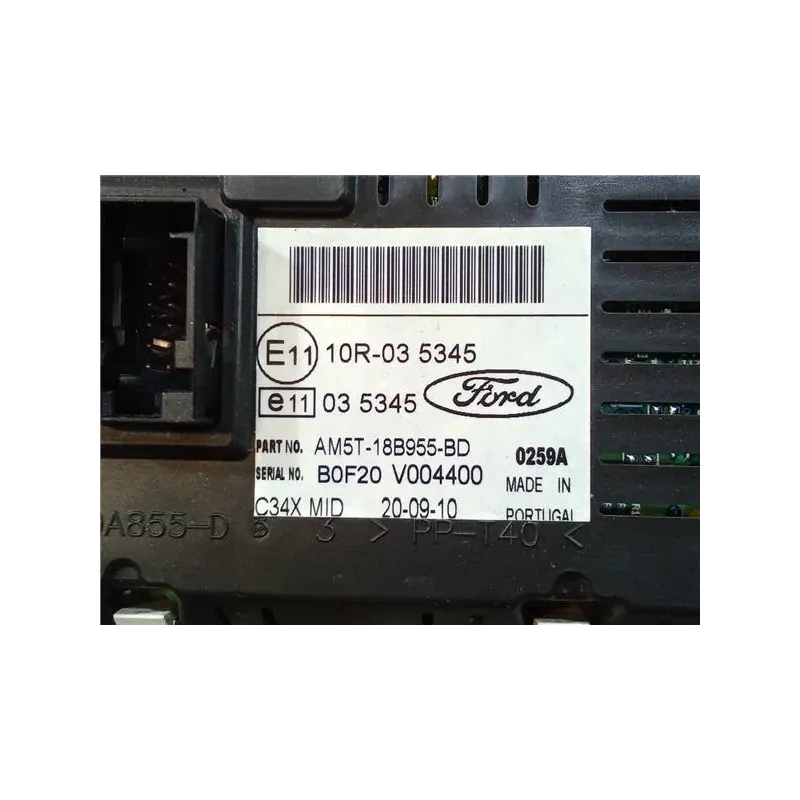 E11 10R-03 5345
e11 03 5345 Ford
PART NO. AM5T-18B955-BD 0259A
SERIAL NO. B0F20 V004400 MADE IN
C34X MID 20-09-10 PORTUGAL
A855-D 3 > PP-T40 <
R1